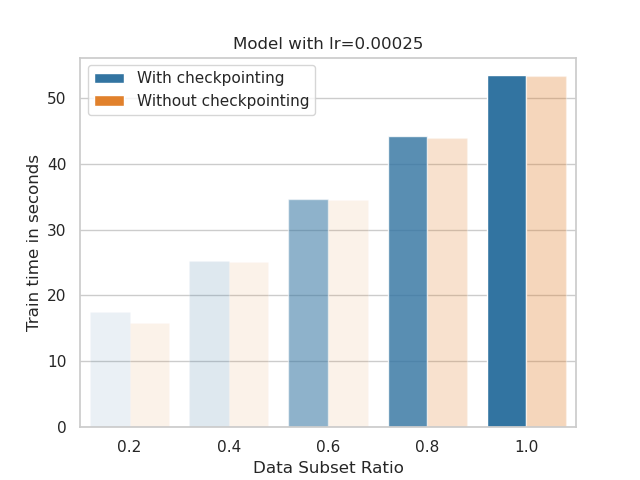 Model with lr=0.00025
With checkpointing
Without checkpointing
Train time in seconds
50
40
30
20
10
0
0.2 0.4 0.6 0.8 1.0
Data Subset Ratio